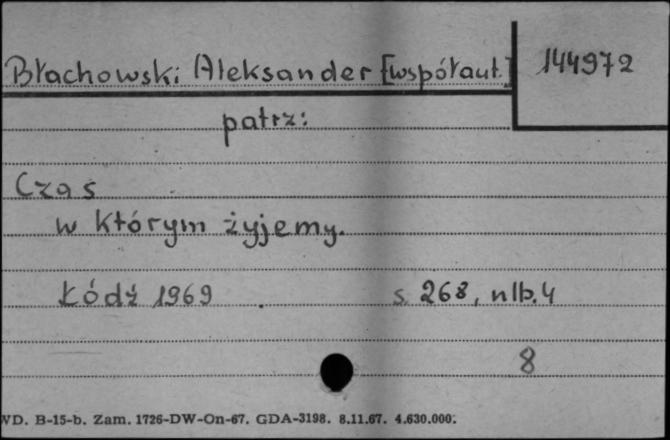 Błachowski Aleksander [współaut.]
144972
patrz:
Czas
w którym żyjemy.
Łódź 1969
s. 268, nlb. 4
8
WD. B-15-b. Zam. 1726-DW-On-67. GDA-3198. 8.11.67. 4.630.000.